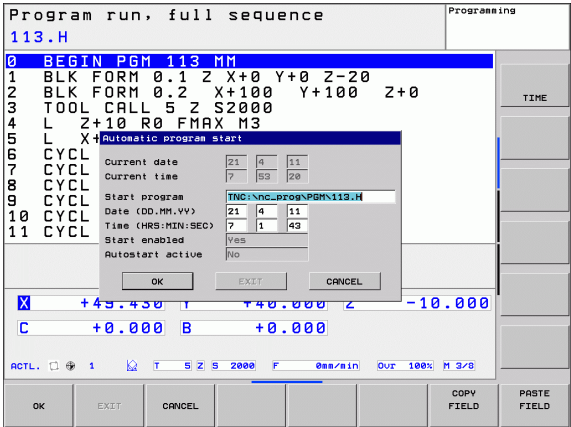 Program run, full sequence
Programming
113.H
0 BEGIN PGM 113 MM
1 BLK FORM 0.1 Z X+0 Y+0 Z-20
2 BLK FORM 0.2 X+100 Y+100 Z+0
3 TOOL CALL 5 Z S2000
4 L Z+10 R0 FMAX M3
5 L X+
6 CYCL
7 CYCL
8 CYCL
9 CYCL
10 CYCL
11 CYCL
TIME
Automatic program start
Current date 21 4 11
Current time 7 53 20
Start program TNC:\nc_prog\PGM\113.H
Date (DD.MM.YY) 21 4 11
Time (HRS:MIN:SEC) 7 1 43
Start enabled Yes
Autostart active No
OK EXIT CANCEL
X +49.430 Y +40.000 Z -10.000
C +0.000 B +0.000
ACTL. 1 T 5 Z S 2000 F 0mm/min Ovr 100% M 3/8
OK EXIT CANCEL COPY FIELD PASTE FIELD